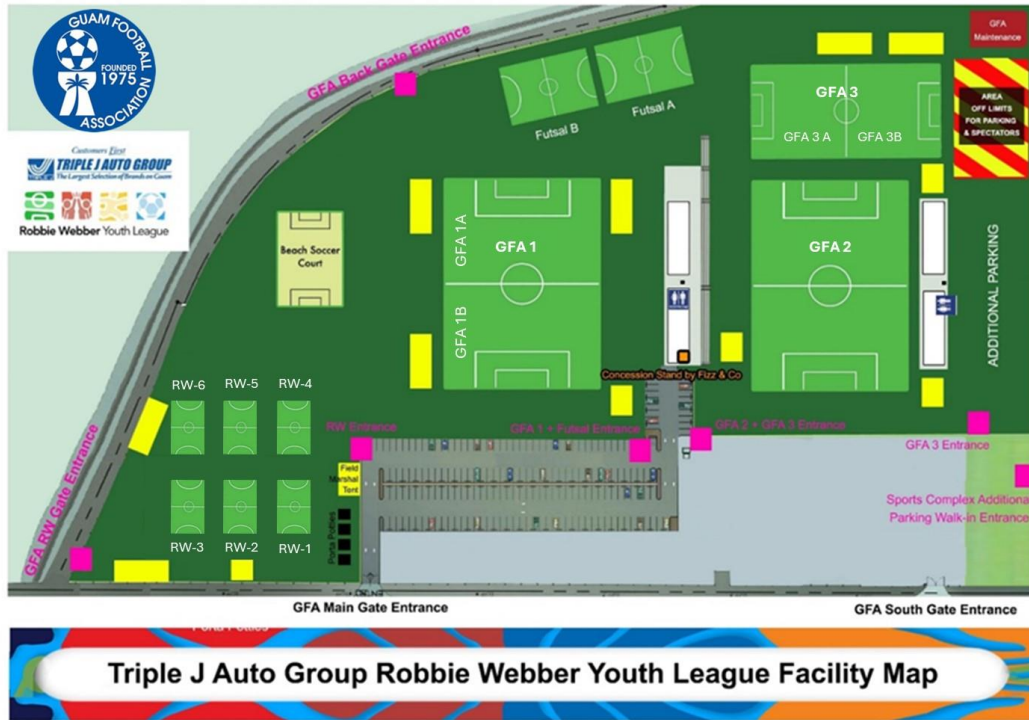 GUAM FOOTBALL
ASSOCIATION
FOUNDED
1975
Customers First
TRIPLE J AUTO GROUP
The Largest Selection of Brands on Guam
Robbie Webber Youth League
GFA Back Gate Entrance
Futsal B
Futsal A
GFA
Maintenance
GFA 3
GFA 3 A
GFA 3B
AREA
OFF LIMITS
FOR PARKING
& SPECTATORS
Beach Soccer
Court
GFA 1A
GFA 1
GFA 1B
GFA 2
ADDITIONAL PARKING
Concession Stand by Fizz & Co
RW-6
RW-5
RW-4
RW-3
RW-2
RW-1
GFA RW Gate Entrance
RW Entrance
GFA 1 + Futsal Entrance
GFA 2 + GFA 3 Entrance
GFA 3 Entrance
Field
Marshal
Tent
Porta Potties
Sports Complex Additional
Parking Walk-in Entrance
GFA Main Gate Entrance
GFA South Gate Entrance
Porta Potties
Triple J Auto Group Robbie Webber Youth League Facility Map